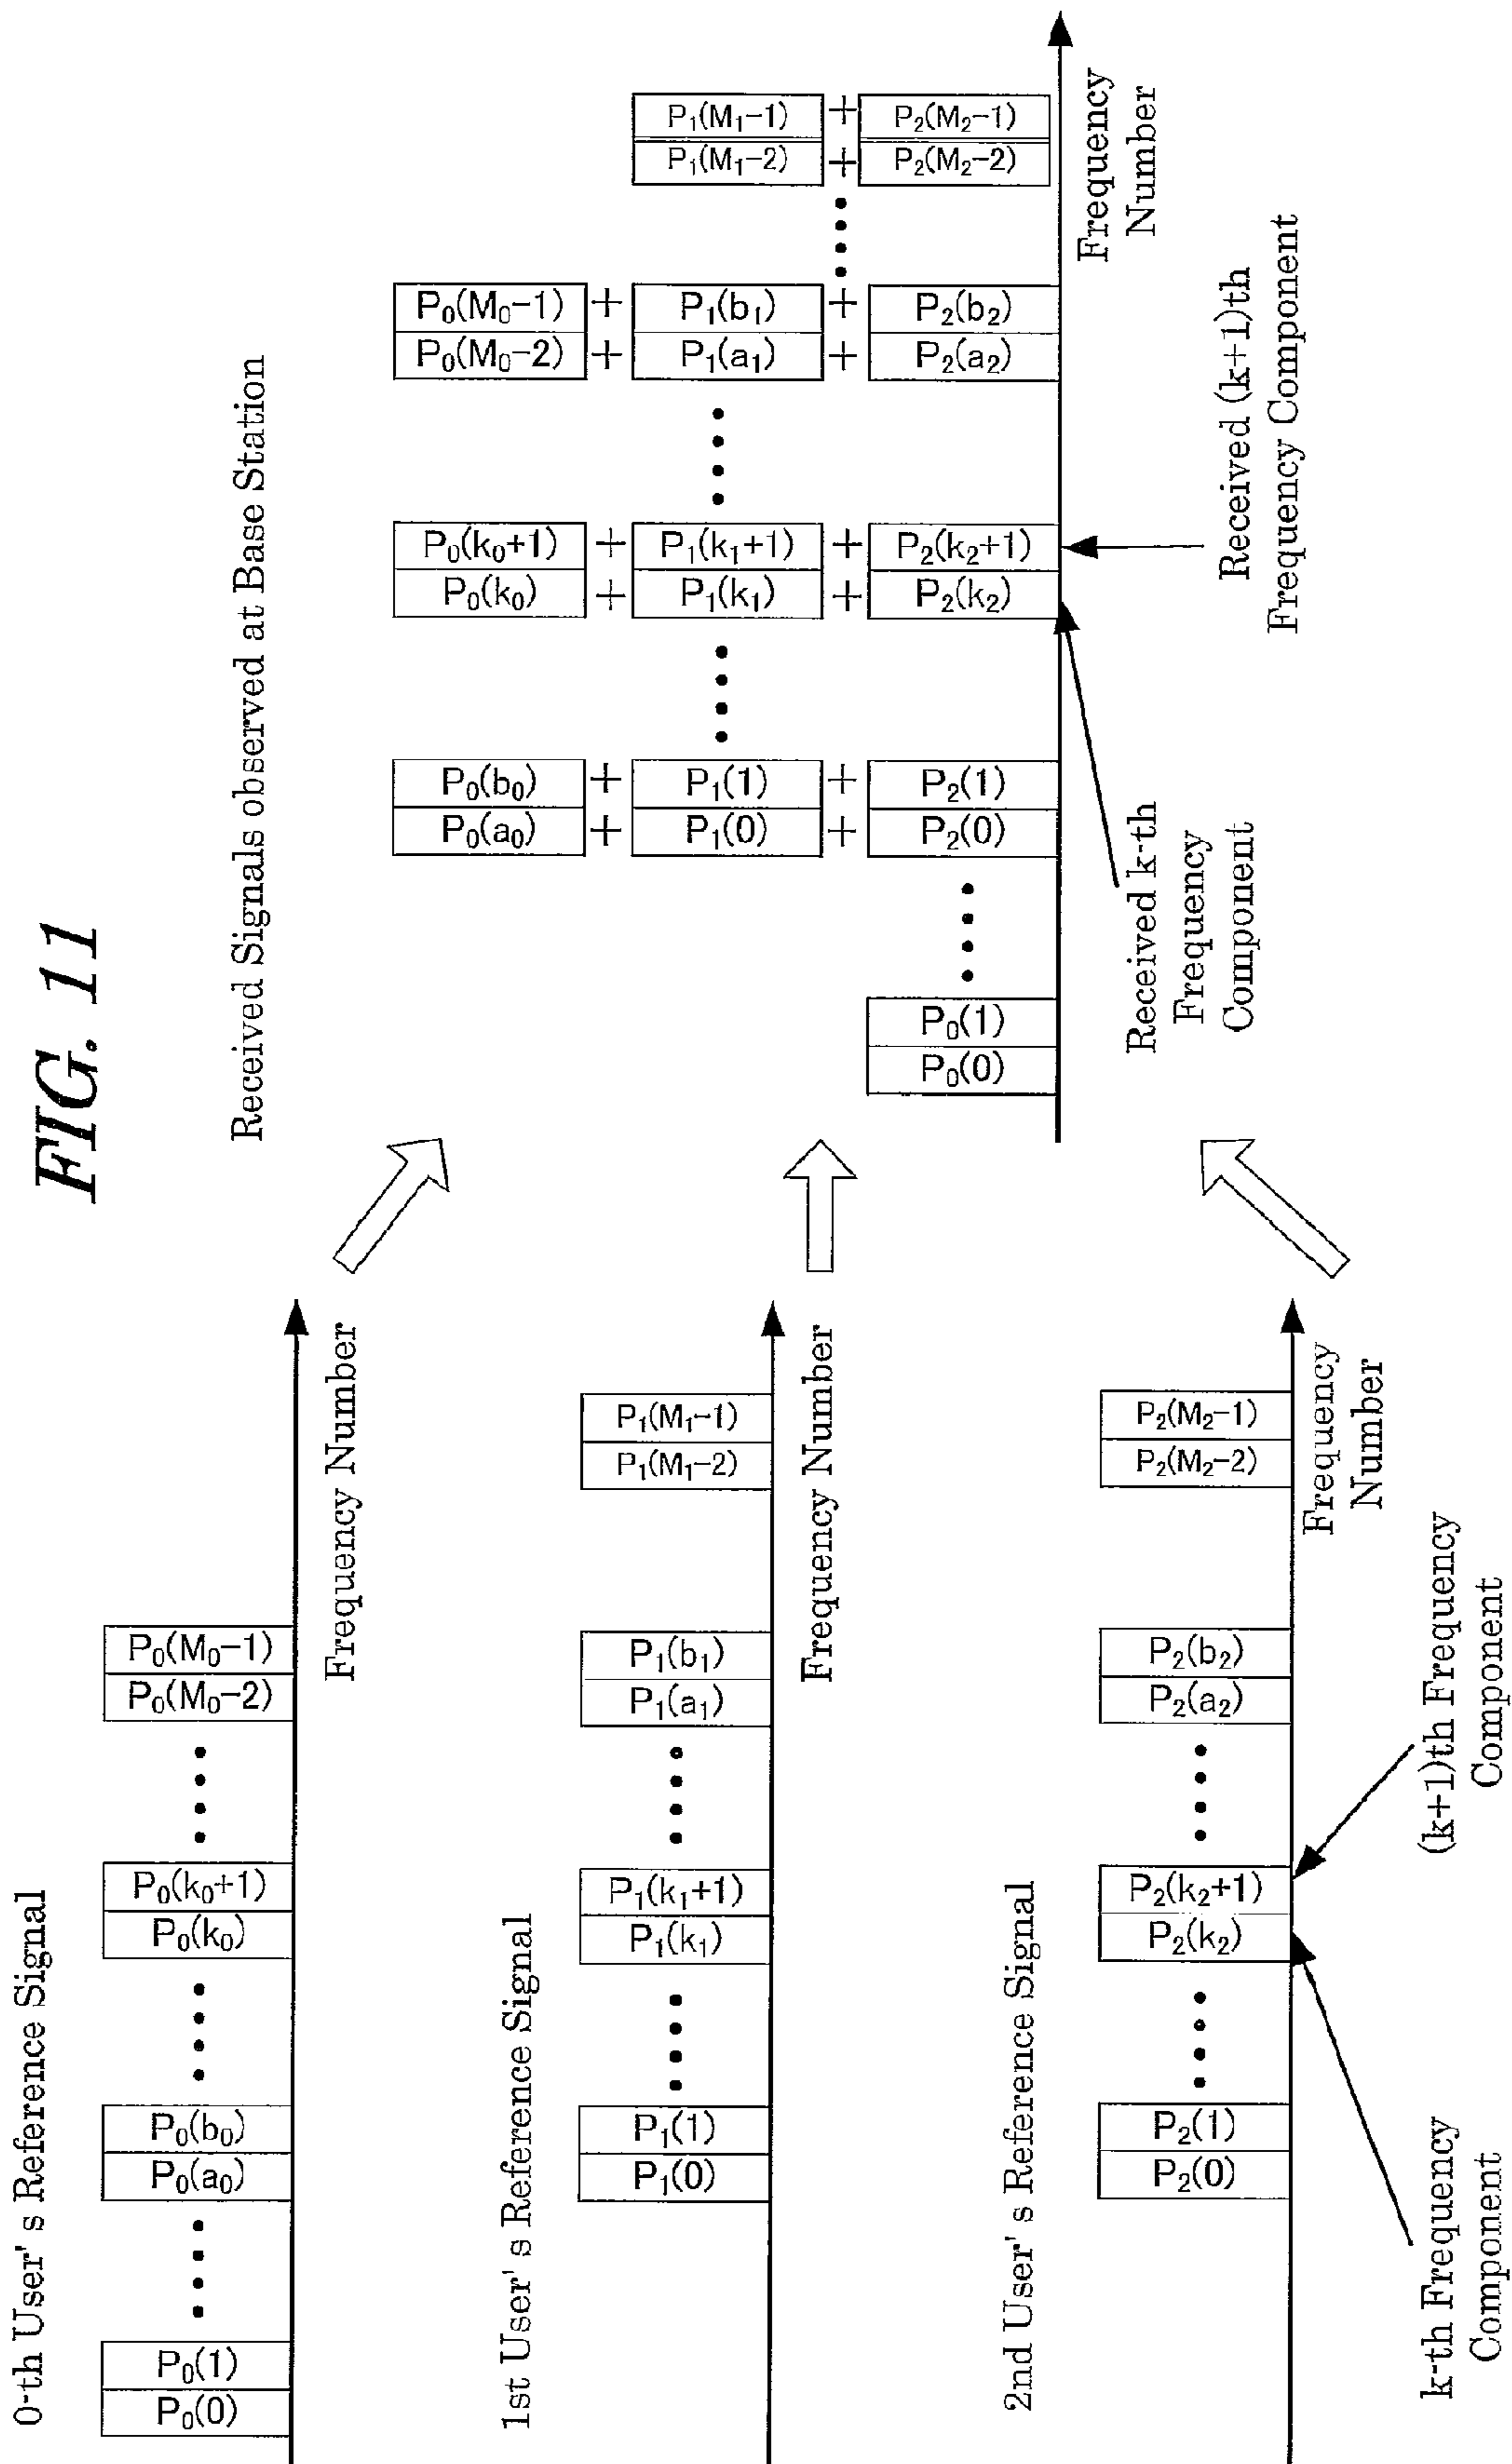 FIG. 11
0-th User's Reference Signal
P₀(0) P₀(1) •••• P₀(a₀) P₀(b₀) •••• P₀(k₀) P₀(k₀+1) •••• P₀(M₀−2) P₀(M₀−1)
Frequency Number
1st User's Reference Signal
P₁(0) P₁(1) •••• P₁(k₁) P₁(k₁+1) •••• P₁(a₁) P₁(b₁) P₁(M₁−2) P₁(M₁−1)
Frequency Number
2nd User's Reference Signal
P₂(0) P₂(1) •••• P₂(k₂) P₂(k₂+1) •••• P₂(a₂) P₂(b₂) P₂(M₂−2) P₂(M₂−1)
Frequency
Number
k-th Frequency
Component
(k+1)th Frequency
Component
Received Signals observed at Base Station
P₀(a₀) P₀(b₀) P₀(k₀) P₀(k₀+1) P₀(M₀−2) P₀(M₀−1)
+ + + + + +
P₁(0) P₁(1) •••• P₁(k₁) P₁(k₁+1) •••• P₁(a₁) P₁(b₁) P₁(M₁−2) P₁(M₁−1)
+ + + + + + •••• + +
P₀(0) P₀(1) •••• P₂(0) P₂(1) P₂(k₂) P₂(k₂+1) P₂(a₂) P₂(b₂) P₂(M₂−2) P₂(M₂−1)
Frequency
Number
Received k-th
Frequency
Component
Received (k+1)th
Frequency Component